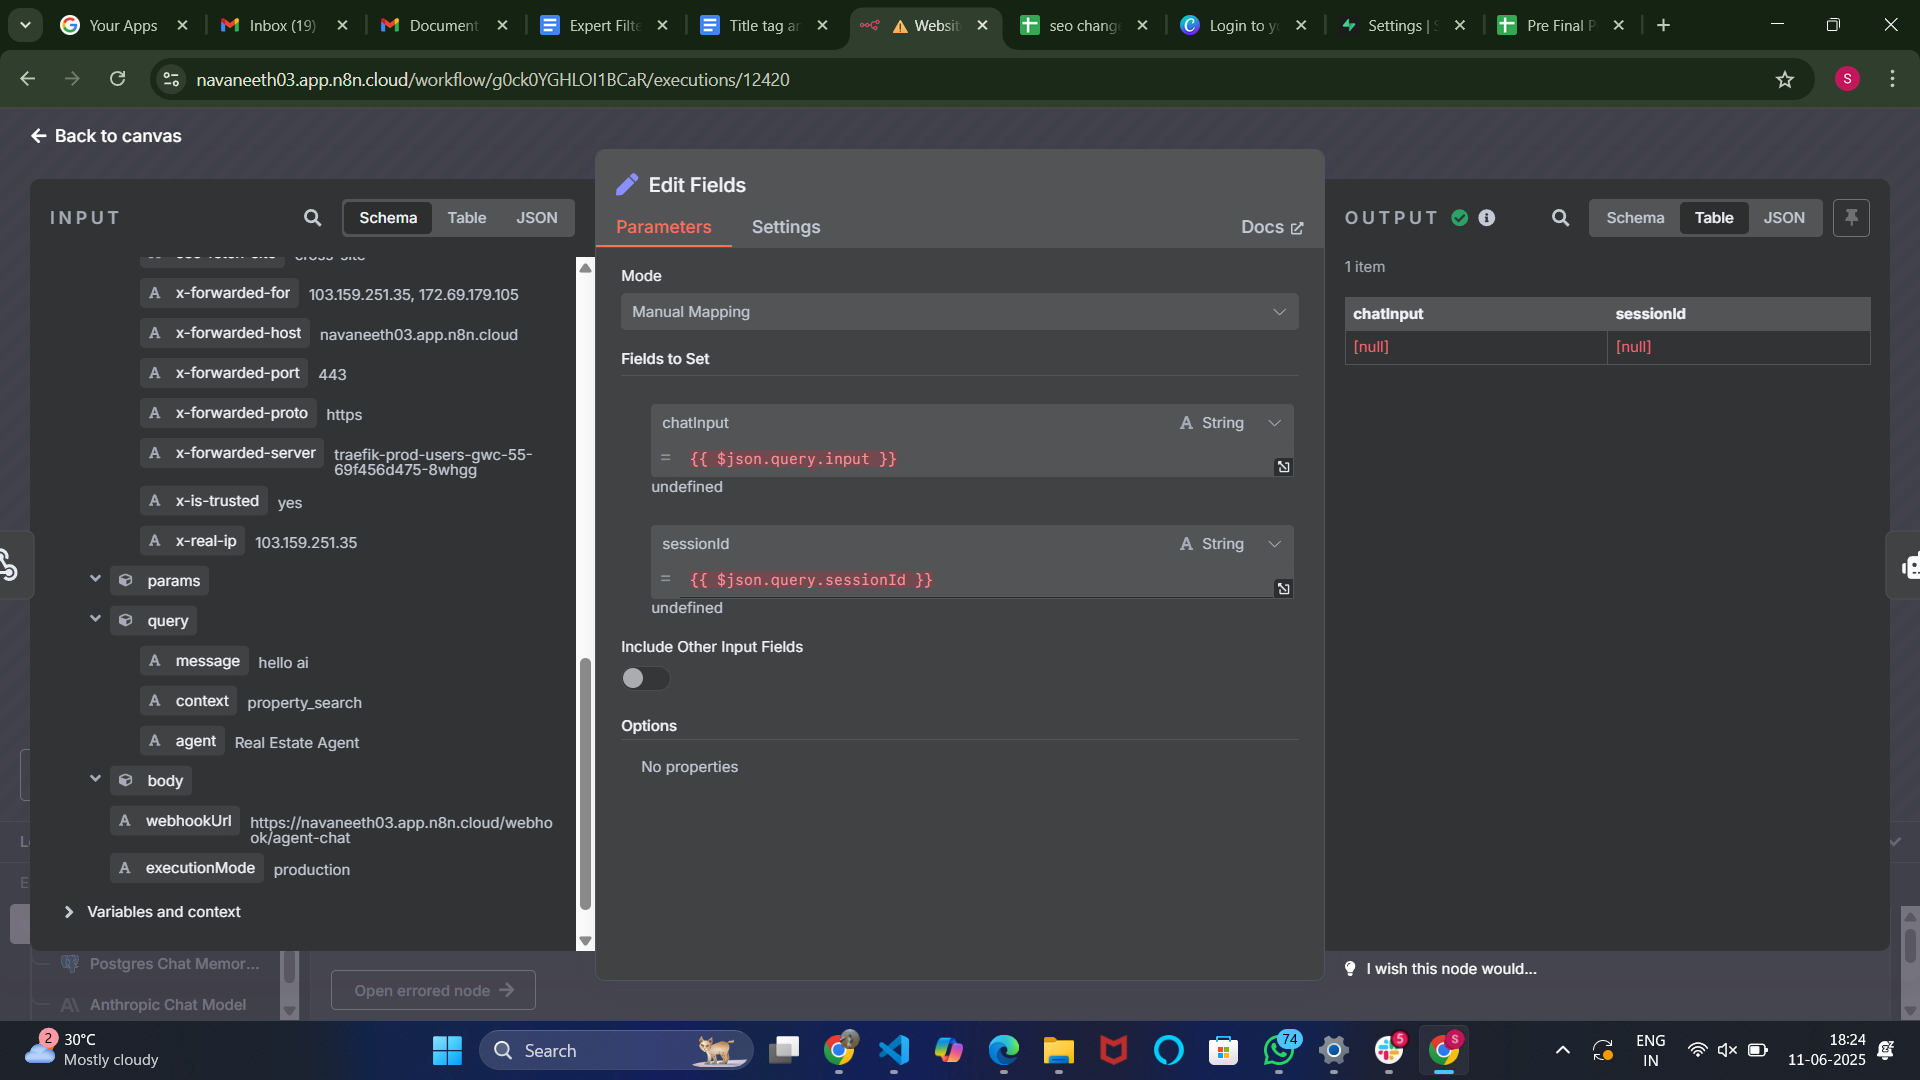 Your Apps
Inbox (19)
Document
Expert Filte
Title tag an
Websit
seo change
Login to yo
Settings | S
Pre Final P
navaneeth03.app.n8n.cloud/workflow/g0ck0YGHLOI1BCaR/executions/12420
S
Back to canvas
INPUT
Schema
Table
JSON
A x-forwarded-for 103.159.251.35, 172.69.179.105
A x-forwarded-host navaneeth03.app.n8n.cloud
A x-forwarded-port 443
A x-forwarded-proto https
A x-forwarded-server traefik-prod-users-gwc-55-
69f456d475-8whgg
A x-is-trusted yes
A x-real-ip 103.159.251.35
params
query
A message hello ai
A context property_search
A agent Real Estate Agent
body
A webhookUrl https://navaneeth03.app.n8n.cloud/webho
ok/agent-chat
A executionMode production
Variables and context
Postgres Chat Memor...
Anthropic Chat Model
Edit Fields
Parameters
Settings
Docs
Mode
Manual Mapping
Fields to Set
chatInput
A String
= {{ $json.query.input }}
undefined
sessionId
A String
= {{ $json.query.sessionId }}
undefined
Include Other Input Fields
Options
No properties
Open errored node
OUTPUT
Schema
Table
JSON
1 item
chatInput sessionId
[null] [null]
I wish this node would...
2
30°C
Mostly cloudy
Search
74
5
S
ENG
IN
18:24
11-06-2025